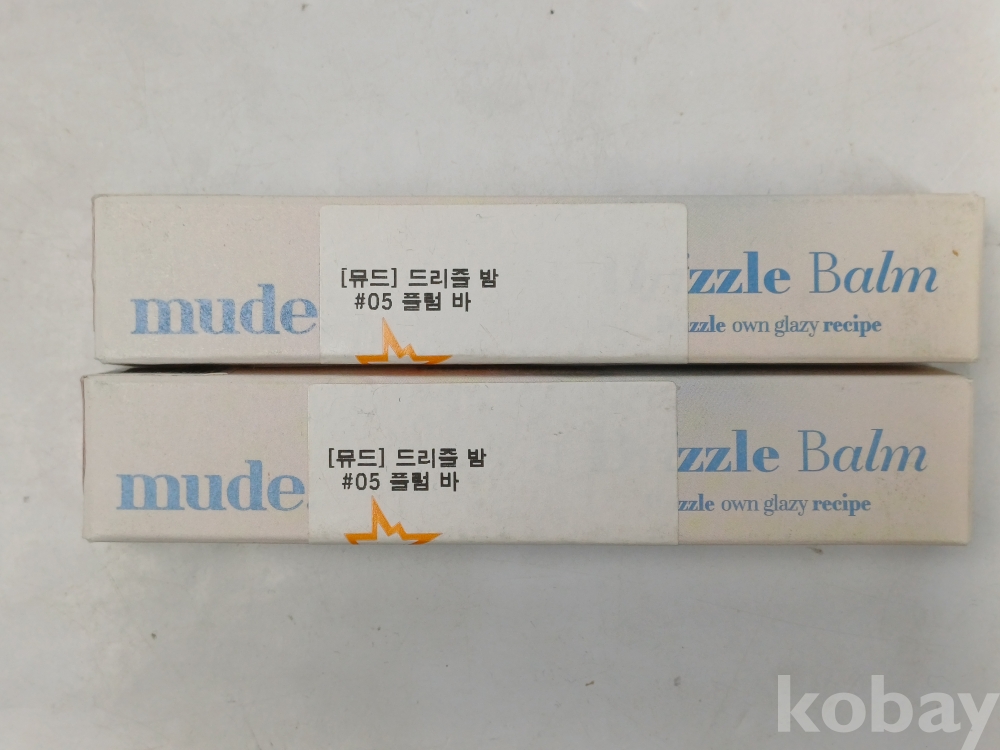 mude
[뮤드] 드리즐 밤
#05 플럼 바
zzle Balm
zzle own glazy recipe
mude
[뮤드] 드리즐 밤
#05 플럼 바
zzle Balm
zzle own glazy recipe
kobay